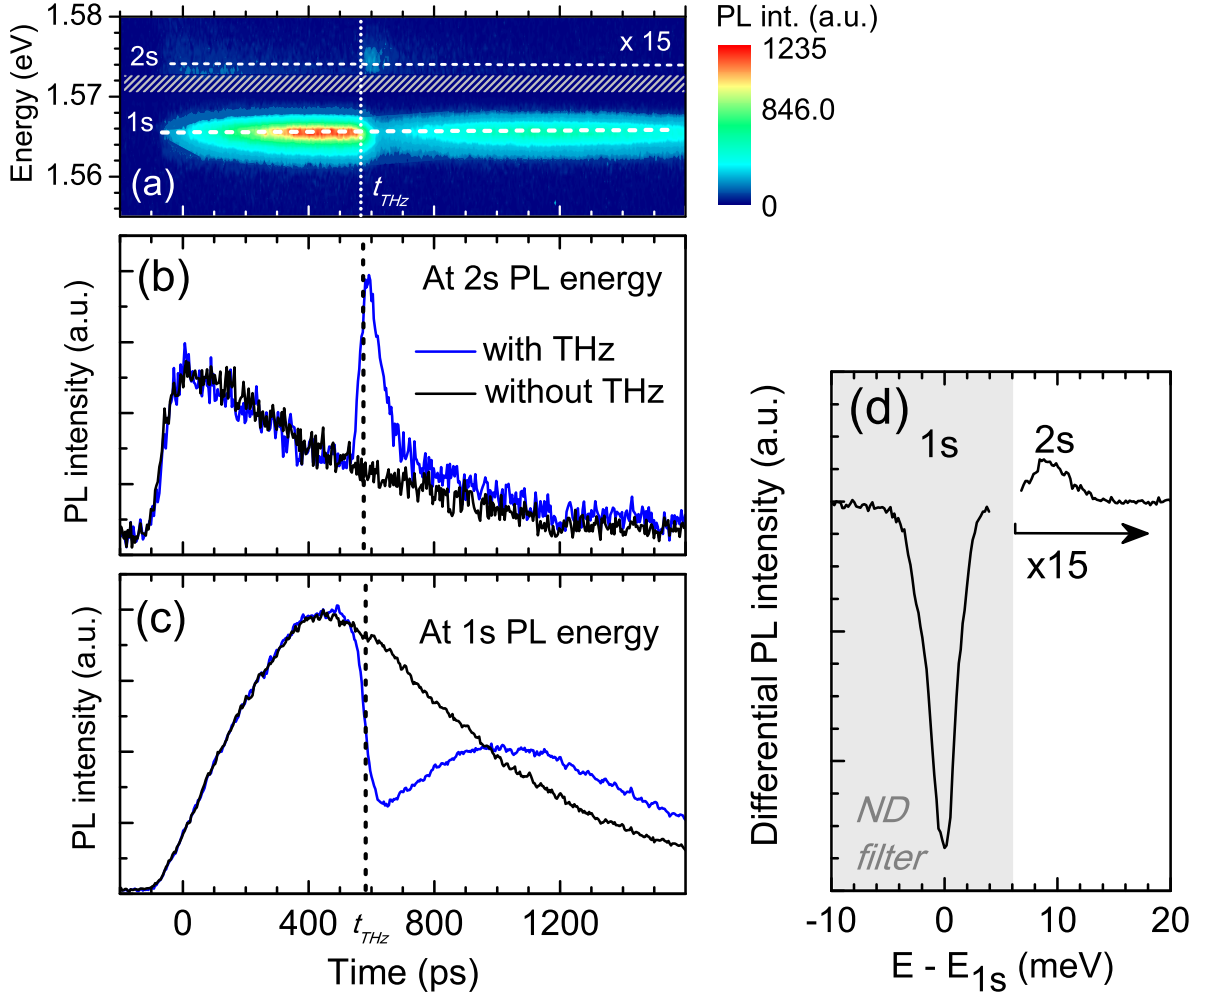 PL int. (a.u.)
1235
846.0
0
Energy (eV)
1.58
1.57
1.56
2s
x 15
1s
(a)
t_THz
(b)
At 2s PL energy
with THz
without THz
PL intensity (a.u.)
(c)
At 1s PL energy
PL intensity (a.u.)
0 400 t_THz 800 1200
Time (ps)
(d)
1s
2s
x15
ND
filter
Differential PL intensity (a.u.)
-10 0 10 20
E - E_1s (meV)